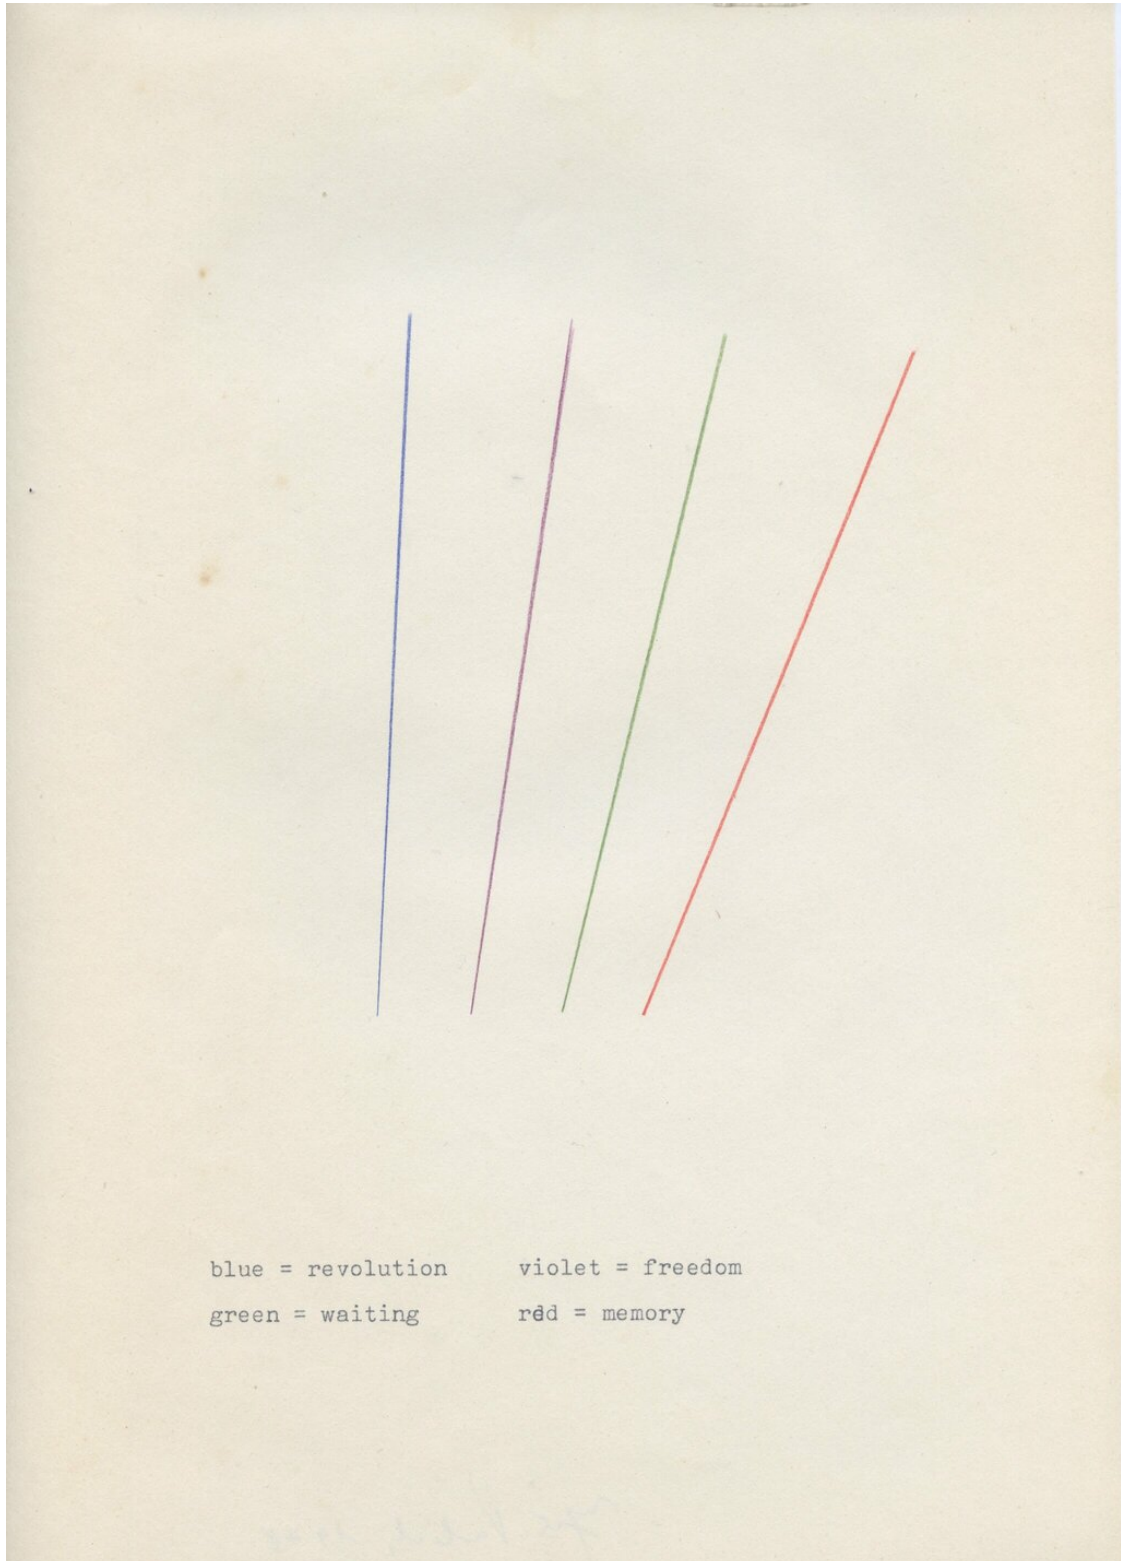 blue = revolution violet = freedom
green = waiting red = memory